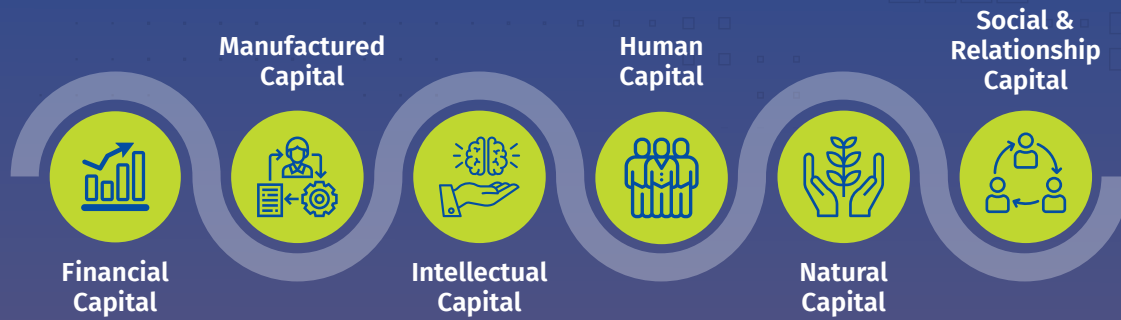 Financial
Capital
Manufactured
Capital
Intellectual
Capital
Human
Capital
Natural
Capital
Social &
Relationship
Capital